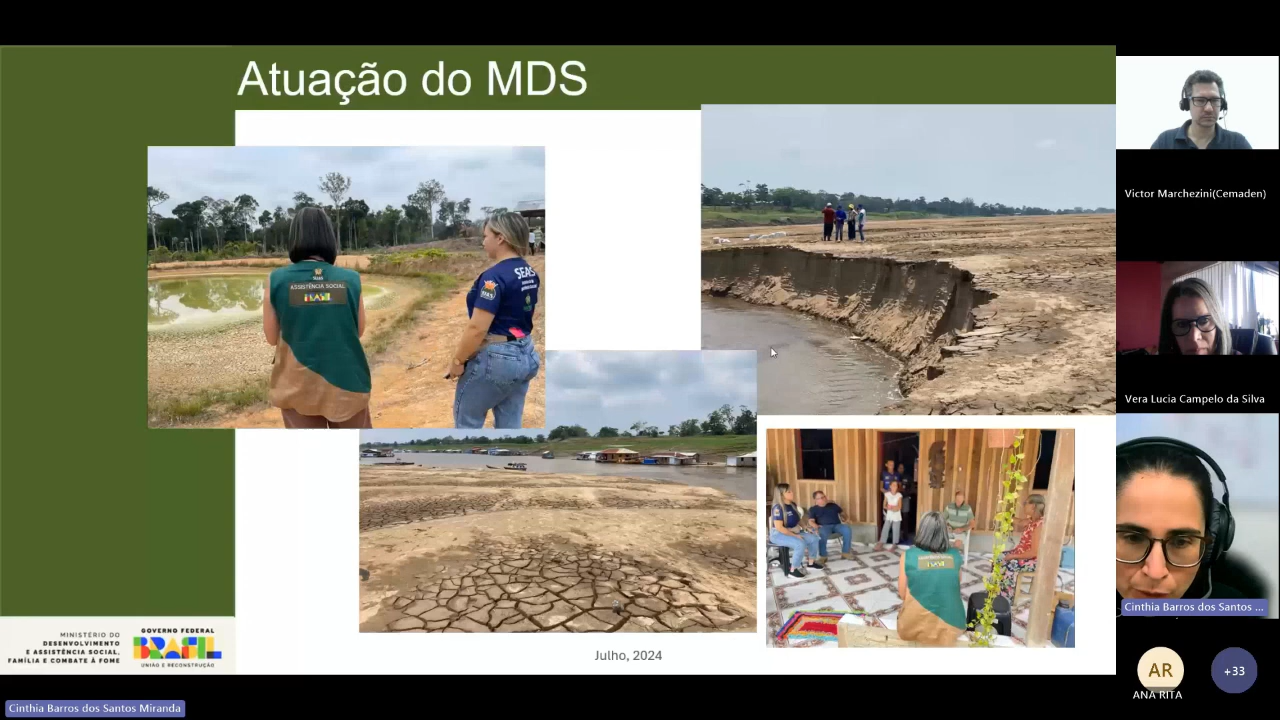 Atuação do MDS
SEAS
ASSISTÊNCIA SOCIAL
BRASIL
SEAS
Victor Marchezini(Cemaden)
Vera Lucia Campelo da Silva
Cinthia Barros dos Santos ...
MINISTÉRIO DO
DESENVOLVIMENTO
E ASSISTÊNCIA SOCIAL,
FAMÍLIA E COMBATE À FOME
GOVERNO FEDERAL
BRASIL
UNIÃO E RECONSTRUÇÃO
Julho, 2024
AR
ANA RITA
+33
Cinthia Barros dos Santos Miranda